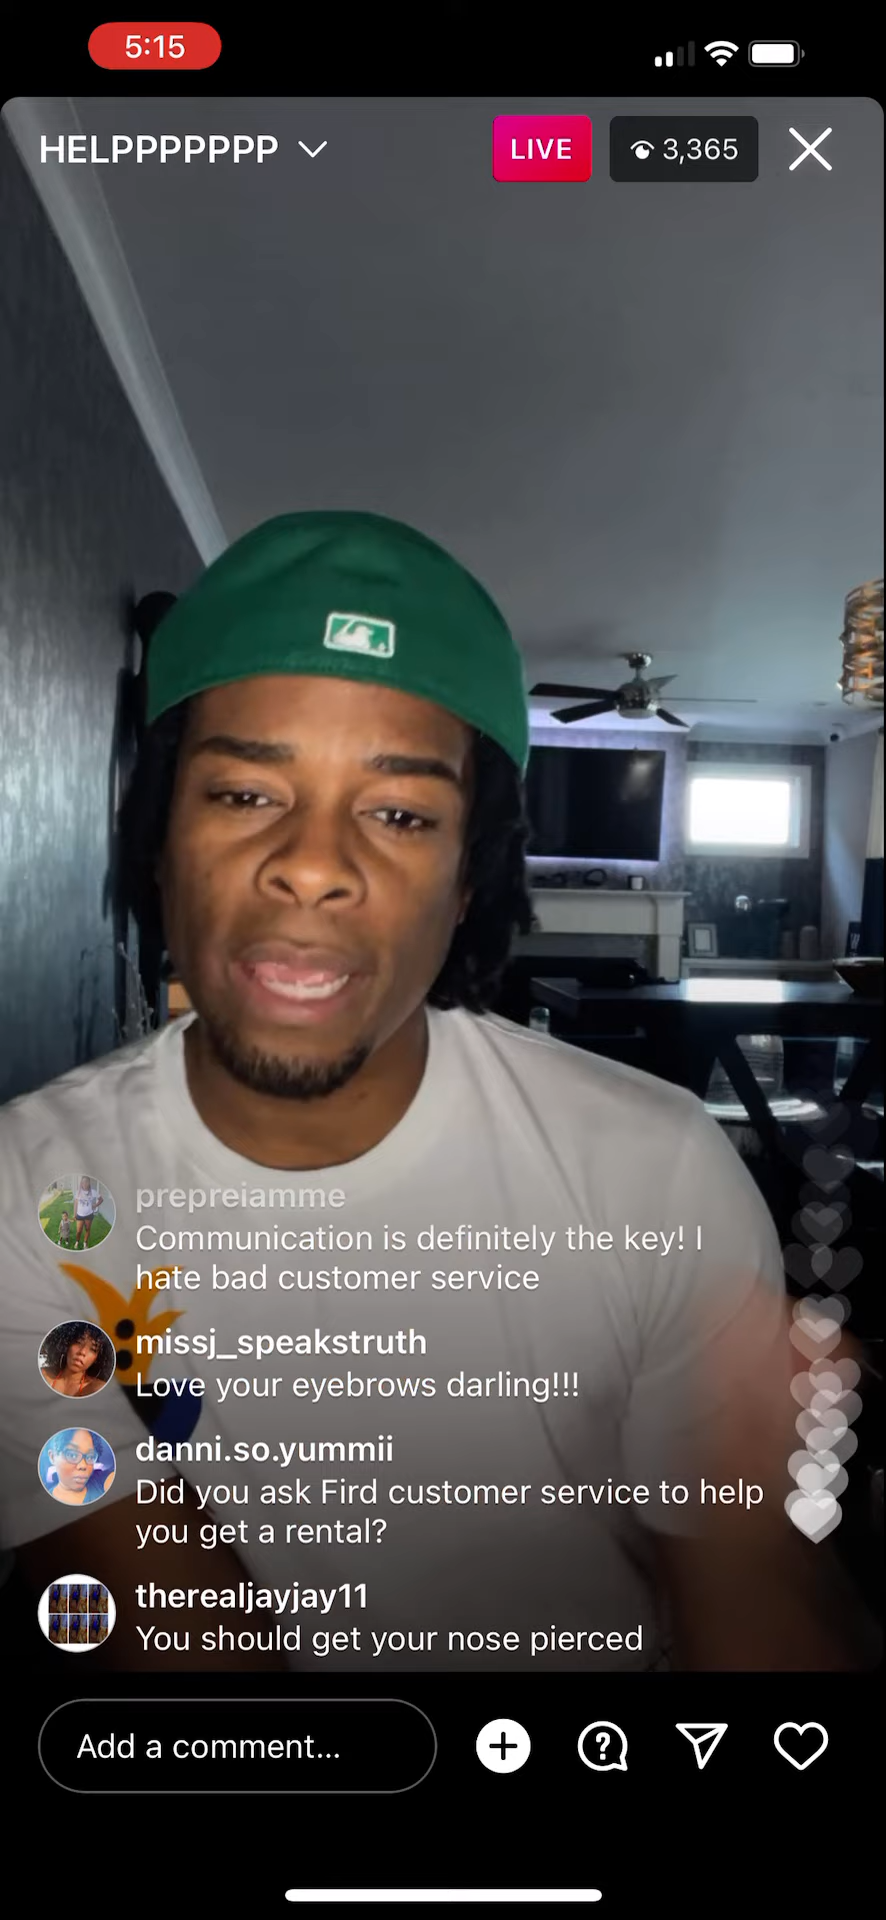 5:15
HELPPPPPPP
LIVE
3,365
prepreiamme
Communication is definitely the key! I
hate bad customer service
missj_speakstruth
Love your eyebrows darling!!!
danni.so.yummii
Did you ask Fird customer service to help
you get a rental?
therealjayjay11
You should get your nose pierced
Add a comment...